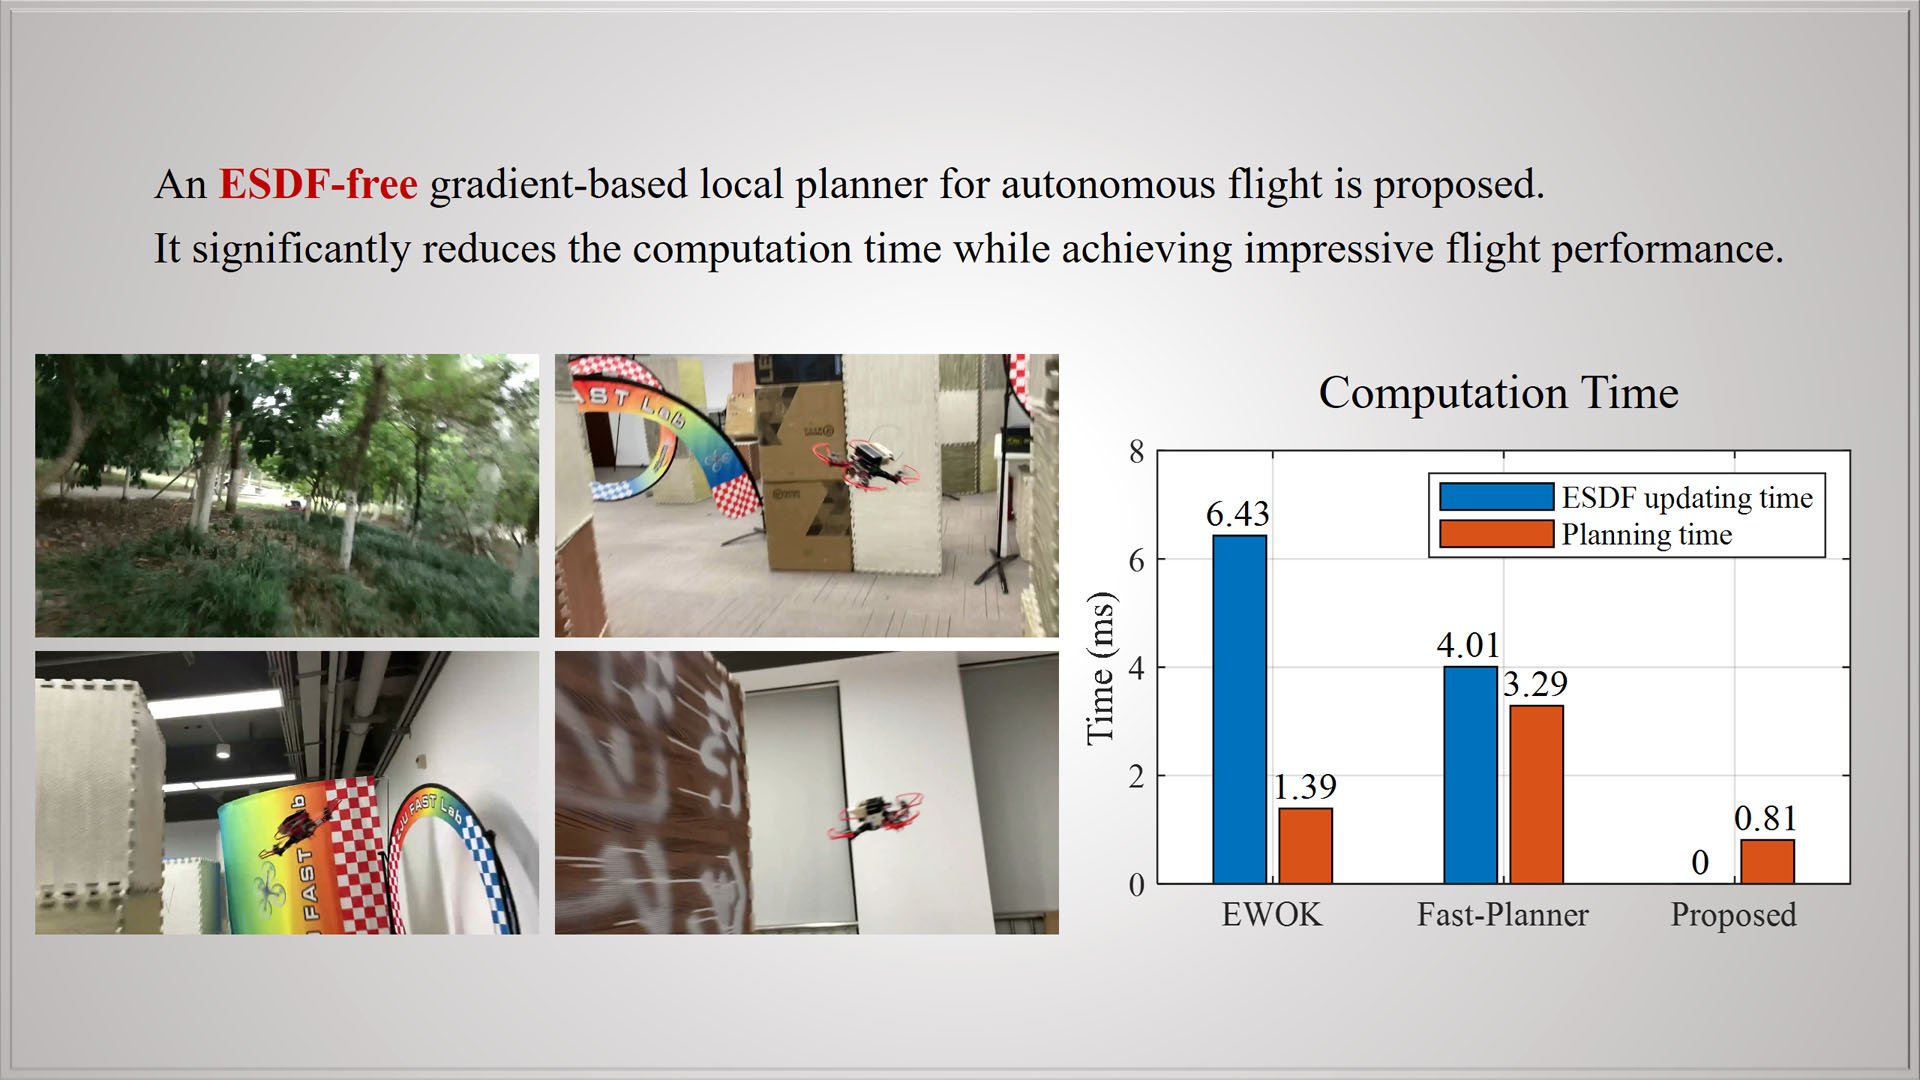 An ESDF-free gradient-based local planner for autonomous flight is proposed.
It significantly reduces the computation time while achieving impressive flight performance.
AST Lab
b
FAST
ZJU FAST Lab
Computation Time
8
6
4
2
0
Time (ms)
ESDF updating time
Planning time
6.43
1.39
4.01
3.29
0
0.81
EWOK
Fast-Planner
Proposed